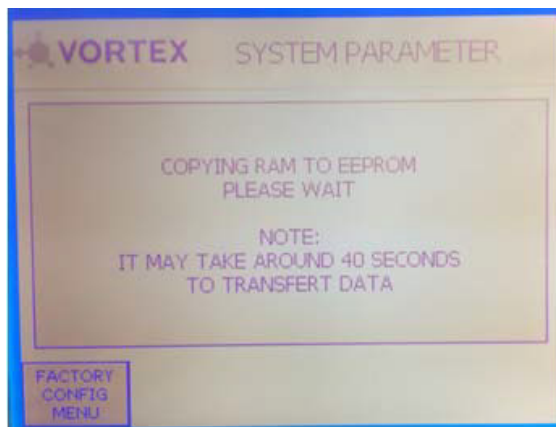 VORTEX SYSTEM PARAMETER
COPYING RAM TO EEPROM
PLEASE WAIT
NOTE:
IT MAY TAKE AROUND 40 SECONDS
TO TRANSFERT DATA
FACTORY
CONFIG
MENU